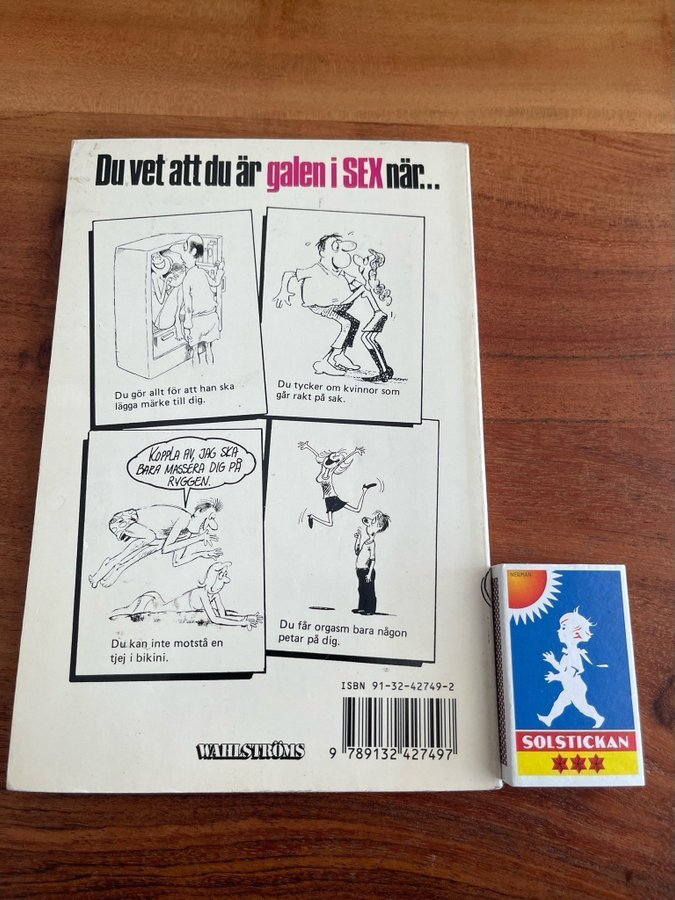 Du vet att du är galen i SEX när...
Du gör allt för att han ska
lägga märke till dig.
Du tycker om kvinnor som
går rakt på sak.
KOPPLA AV, JAG SKA
BARA MASSERA DIG PÅ
RYGGEN.
Du kan inte motstå en
tjej i bikini.
Du får orgasm bara någon
petar på dig.
ISBN 91-32-42749-2
WAHLSTRÖMS
9 789132 427497
NEUMAN
SOLSTICKAN